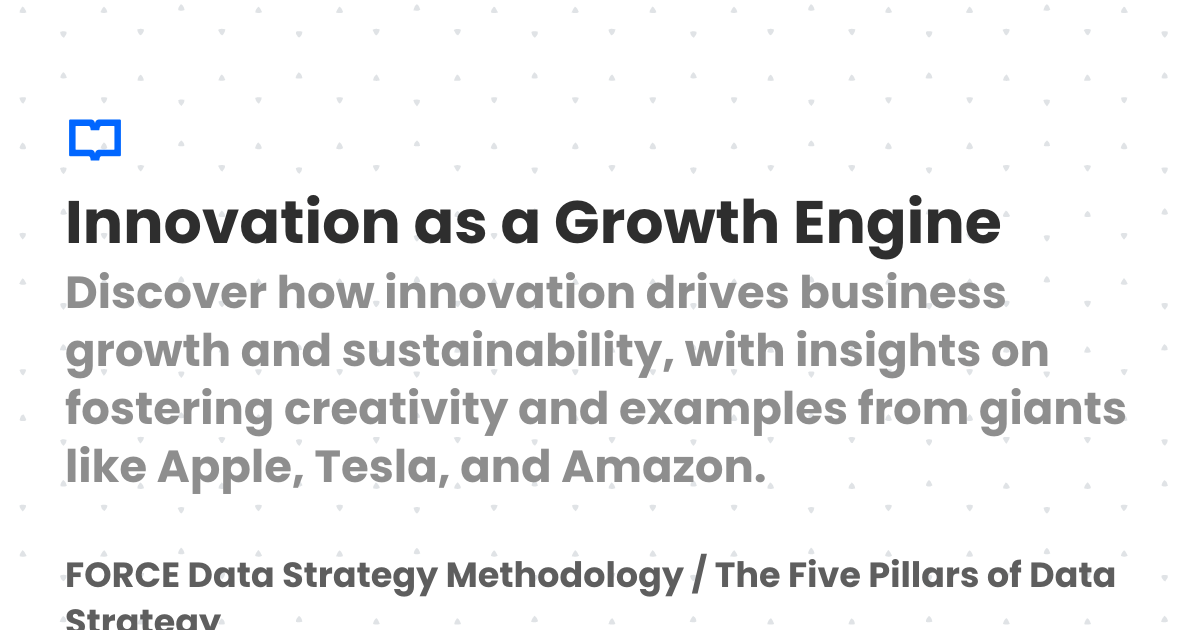 Innovation as a Growth Engine
Discover how innovation drives business
growth and sustainability, with insights on
fostering creativity and examples from giants
like Apple, Tesla, and Amazon.
FORCE Data Strategy Methodology / The Five Pillars of Data
Strategy